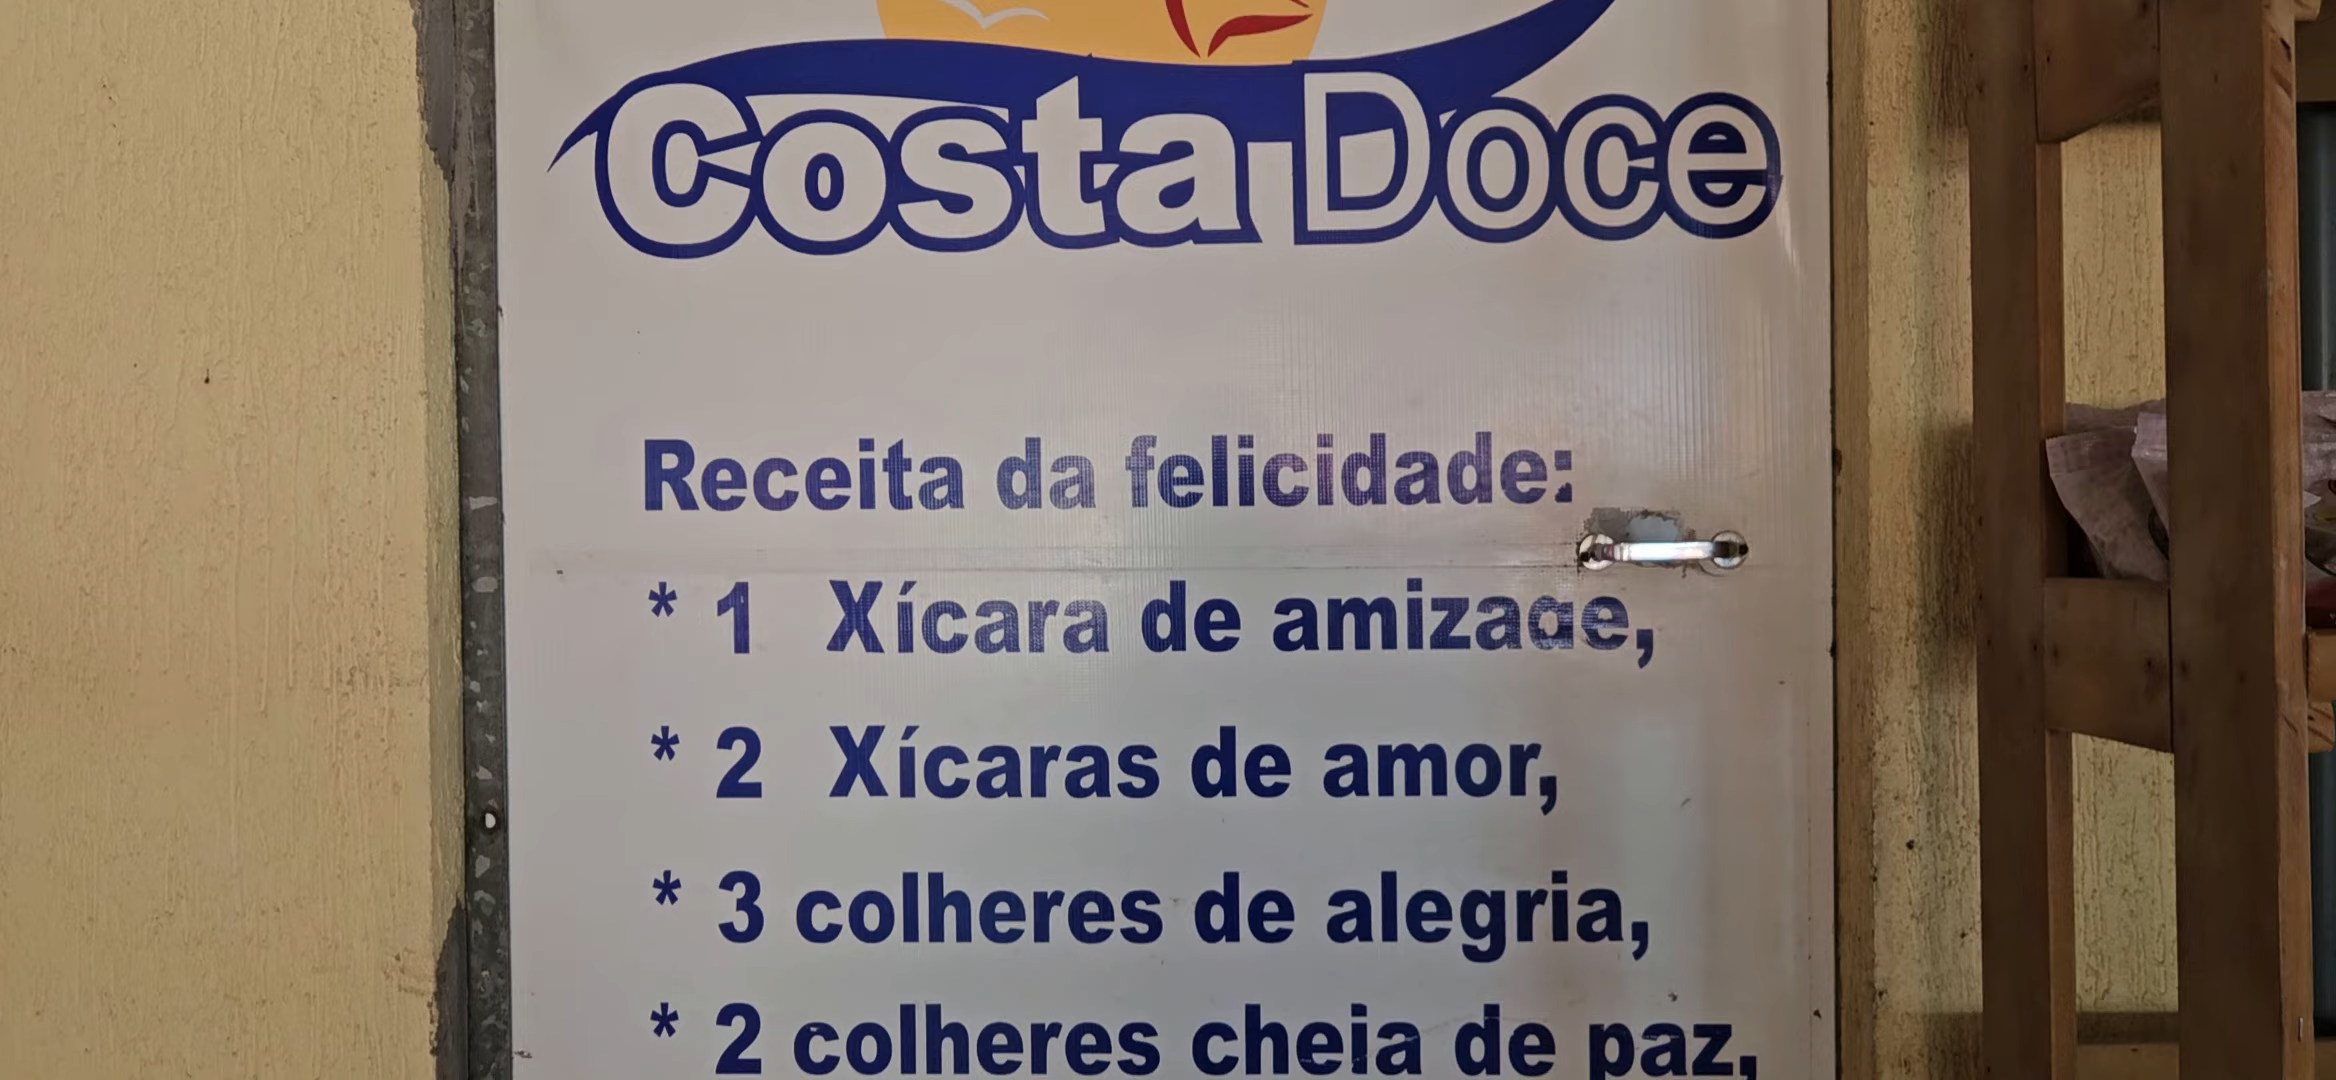 Costa Doce
Receita da felicidade:
* 1 Xícara de amizade,
* 2 Xícaras de amor,
* 3 colheres de alegria,
* 2 colheres cheia de paz,